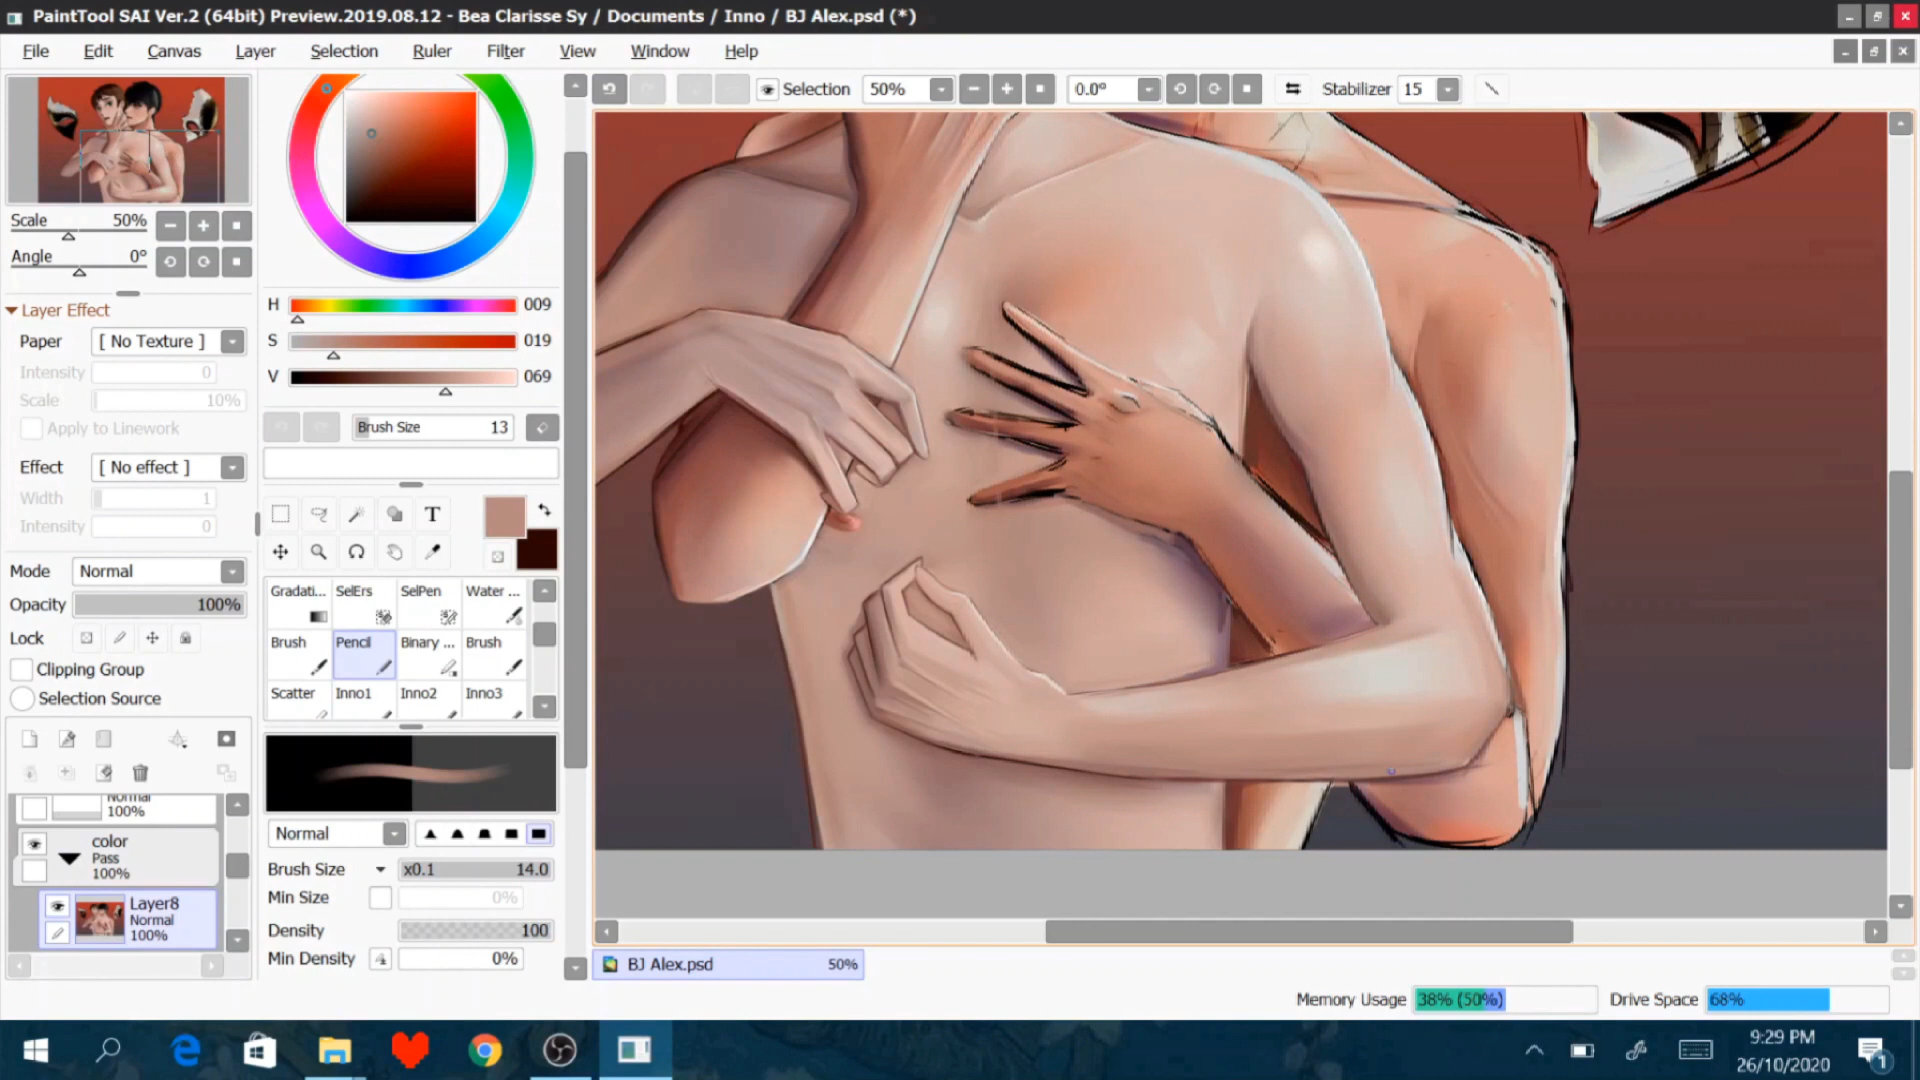 PaintTool SAI Ver.2 (64bit) Preview.2019.08.12 - Bea Clarisse Sy / Documents / Inno / BJ Alex.psd (*)
File Edit Canvas Layer Selection Ruler Filter View Window Help
Selection 50% 0.0° Stabilizer 15
Scale 50%
Angle 0°
Layer Effect
Paper [ No Texture ]
Intensity 0
Scale 10%
Apply to Linework
Effect [ No effect ]
Width 1
Intensity 0
Mode Normal
Opacity 100%
Lock
Clipping Group
Selection Source
Normal
100%
color
Pass
100%
Layer8
Normal
100%
H 009
S 019
V 069
Brush Size 13
T
Gradati... SelErs SelPen Water ...
Brush Pencil Binary ... Brush
Scatter Inno1 Inno2 Inno3
Normal
Brush Size x0.1 14.0
Min Size 0%
Density 100
Min Density 0%
BJ Alex.psd 50%
Memory Usage 38% (50%) Drive Space 68%
9:29 PM
26/10/2020
1